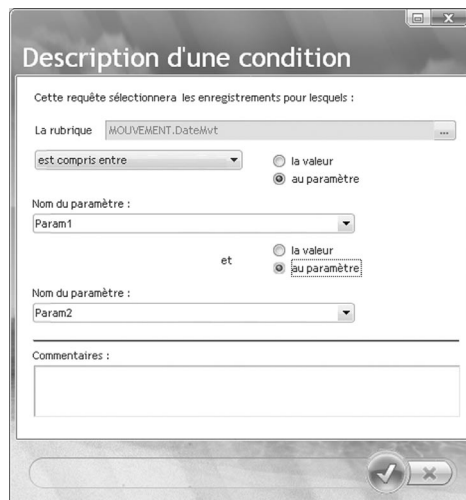 Description d'une condition
Cette requête sélectionnera les enregistrements pour lesquels :
La rubrique MOUVEMENT.DateMvt ...
est compris entre
la valeur
au paramètre
Nom du paramètre :
Param1
et
la valeur
au paramètre
Nom du paramètre :
Param2
Commentaires :